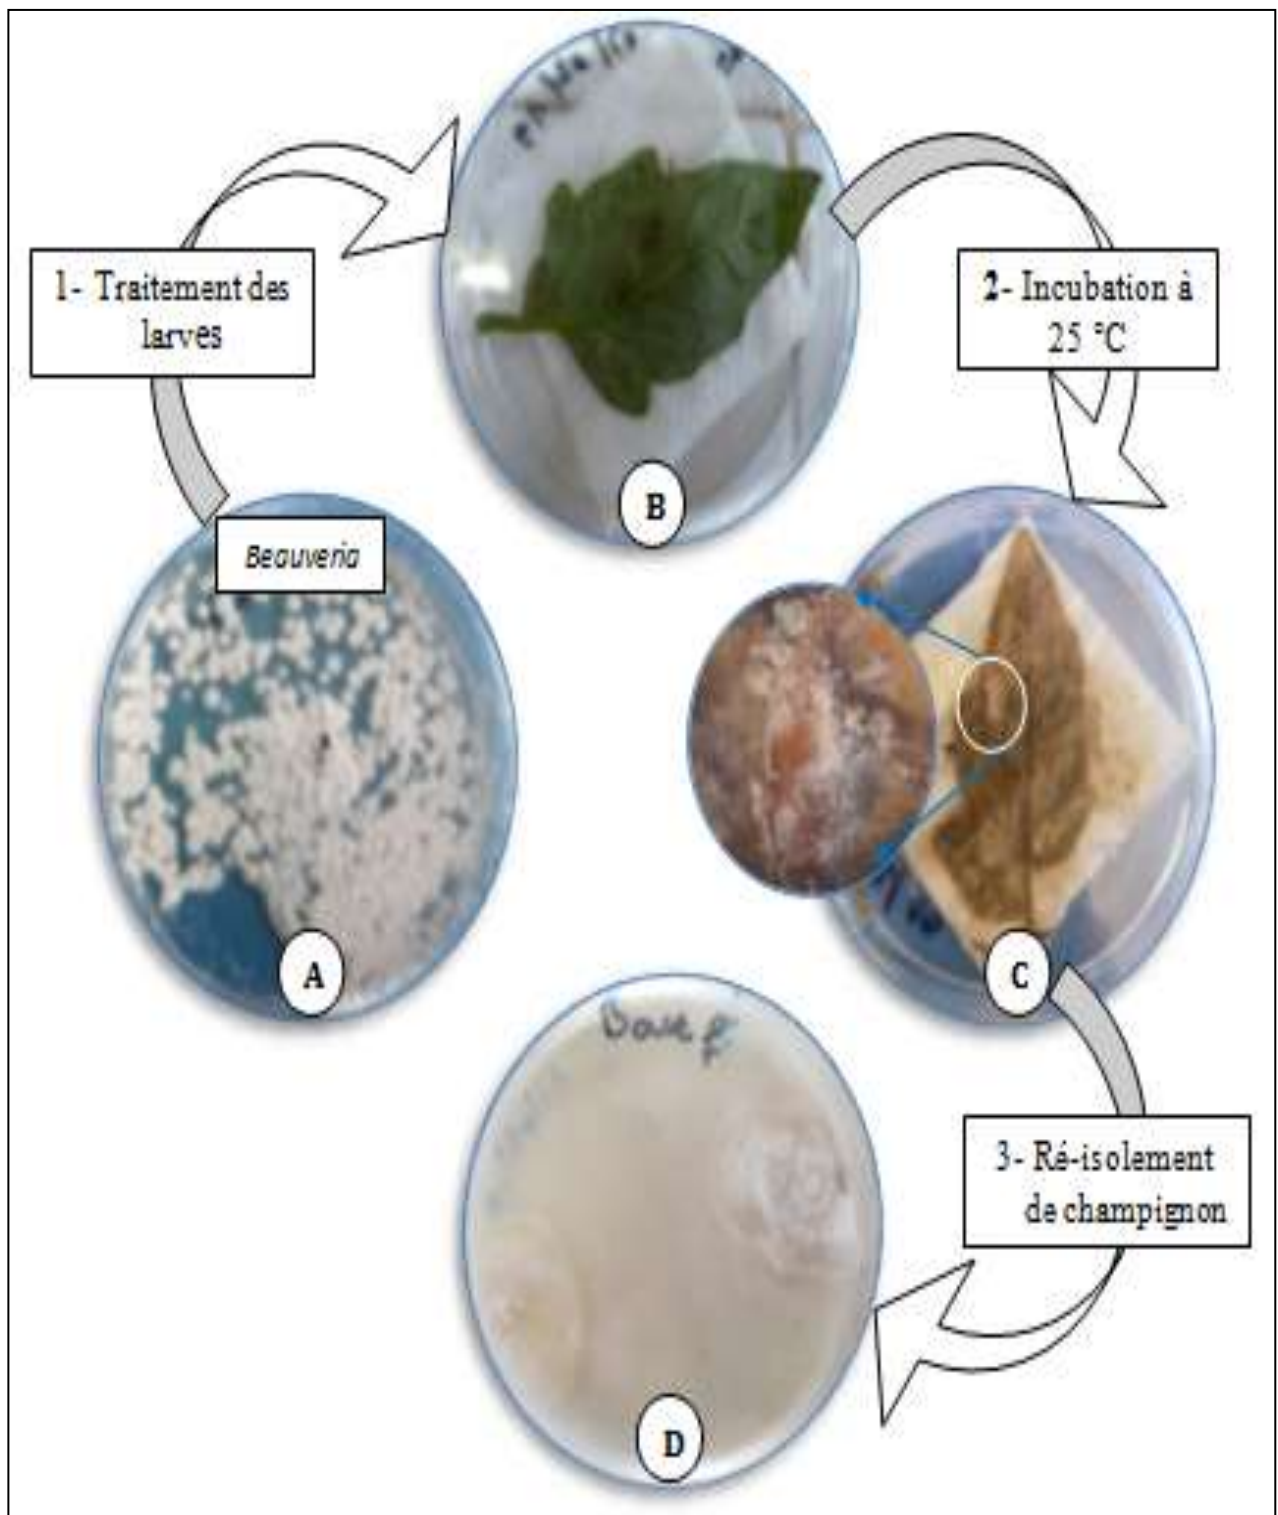 1- Traitement des
larves
B
2- Incubation à
25 °C
Beauveria
A
C
3- Ré-isolement
de champignon
D